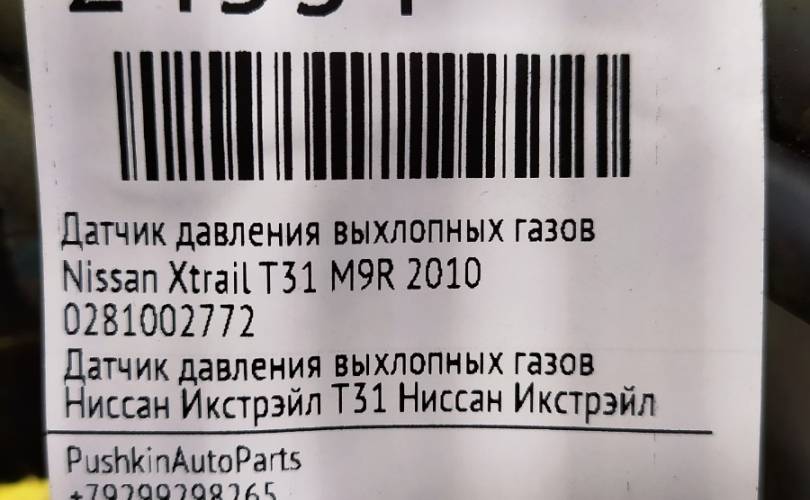 Датчик давления выхлопных газов
Nissan Xtrail T31 M9R 2010
0281002772
Датчик давления выхлопных газов
Ниссан Икстрэйл Т31 Ниссан Икстрэйл
PushkinAutoParts
+79299298265